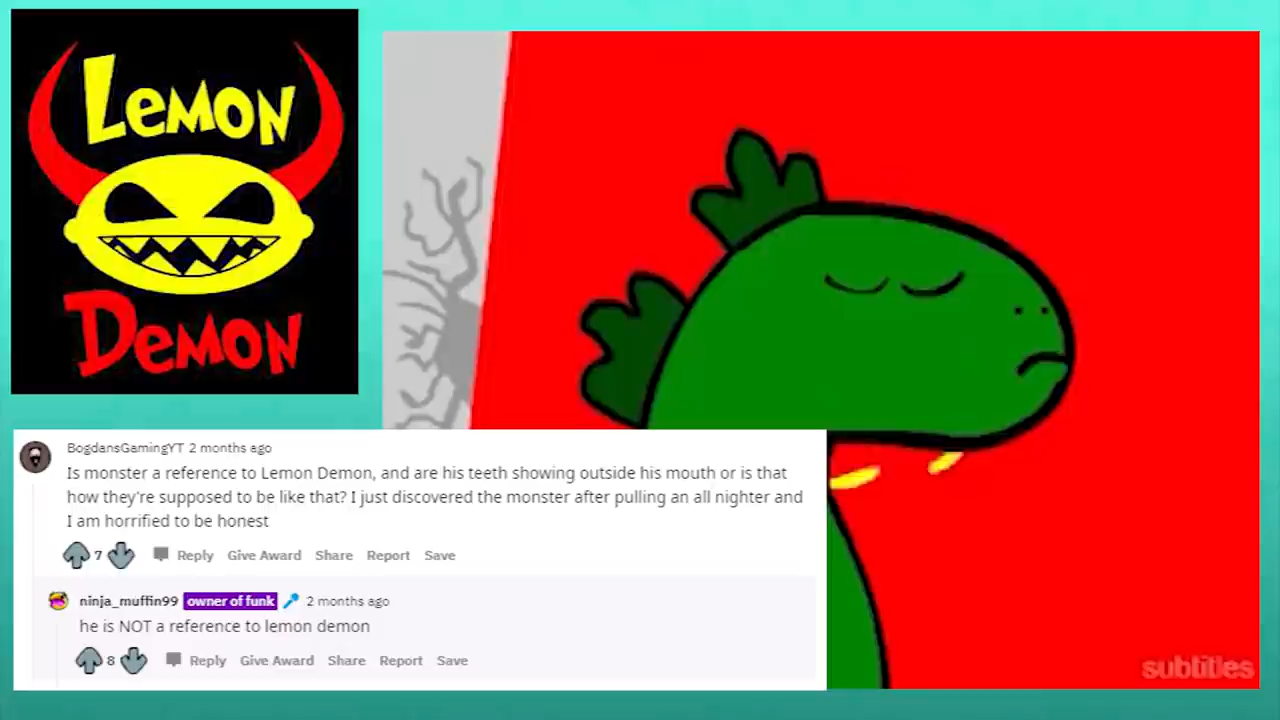 Lemon
Demon
BogdansGamingYT 2 months ago
Is monster a reference to Lemon Demon, and are his teeth showing outside his mouth or is that
how they're supposed to be like that? I just discovered the monster after pulling an all nighter and
I am horrified to be honest
7 Reply Give Award Share Report Save
ninja_muffin99 owner of funk 2 months ago
he is NOT a reference to lemon demon
8 Reply Give Award Share Report Save
subtitles